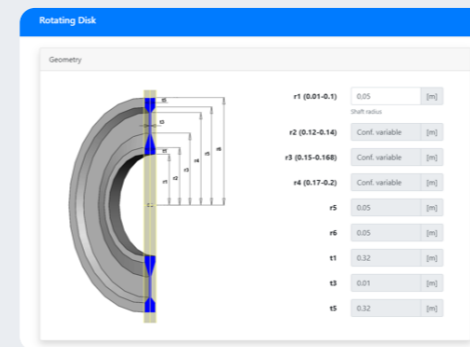 Rotating Disk
Geometry
r1 (0.01-0.1) 0,05 [m]
Shaft radius
r2 (0.12-0.14) Conf. variable [m]
r3 (0.15-0.168) Conf. variable [m]
r4 (0.17-0.2) Conf. variable [m]
r5 0.05 [m]
r6 0.05 [m]
t1 0.32 [m]
t3 0.01 [m]
t5 0.32 [m]